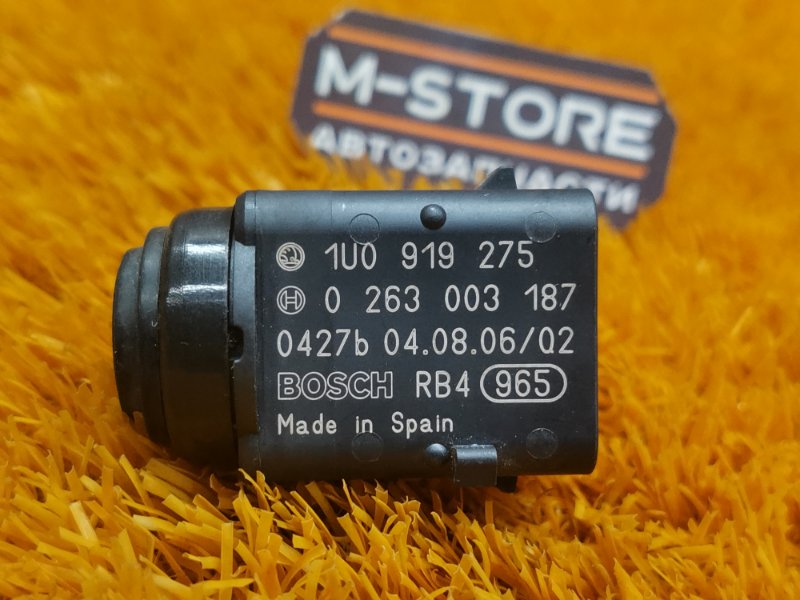 M-STORE
АВТОЗАПЧАСТИ
1U0 919 275
0 263 003 187
0427b 04.08.06/Q2
BOSCH RB4 965
Made in Spain